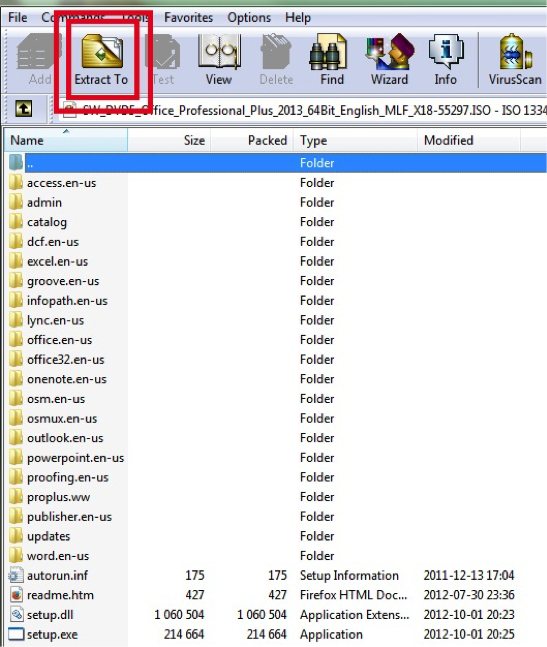 File Commands Tools Favorites Options Help
Add Extract To Test View Delete Find Wizard Info VirusScan
SW_DVD5_Office_Professional_Plus_2013_64Bit_English_MLF_X18-55297.ISO - ISO 1334
Name Size Packed Type Modified
.. Folder
access.en-us Folder
admin Folder
catalog Folder
dcf.en-us Folder
excel.en-us Folder
groove.en-us Folder
infopath.en-us Folder
lync.en-us Folder
office.en-us Folder
office32.en-us Folder
onenote.en-us Folder
osm.en-us Folder
osmux.en-us Folder
outlook.en-us Folder
powerpoint.en-us Folder
proofing.en-us Folder
proplus.ww Folder
publisher.en-us Folder
updates Folder
word.en-us Folder
autorun.inf 175 175 Setup Information 2011-12-13 17:04
readme.htm 427 427 Firefox HTML Doc... 2012-07-30 23:36
setup.dll 1 060 504 1 060 504 Application Extens... 2012-10-01 20:23
setup.exe 214 664 214 664 Application 2012-10-01 20:25